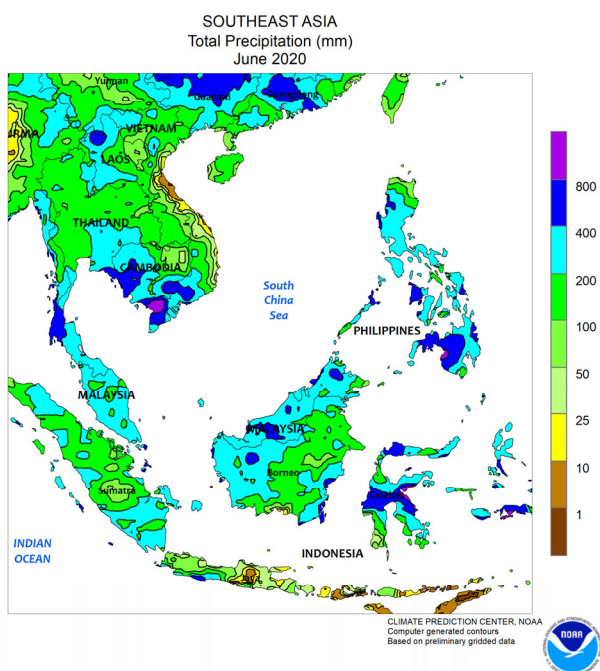 SOUTHEAST ASIA
Total Precipitation (mm)
June 2020
Yunnan
Guangxi
Guangdong
VIETNAM
LAOS
THAILAND
CAMBODIA
South
China
Sea
PHILIPPINES
MALAYSIA
MALAYSIA
Borneo
Sumatra
INDIAN
OCEAN
INDONESIA
800
400
200
100
50
25
10
1
CLIMATE PREDICTION CENTER, NOAA
Computer generated contours
Based on preliminary gridded data
NOAA